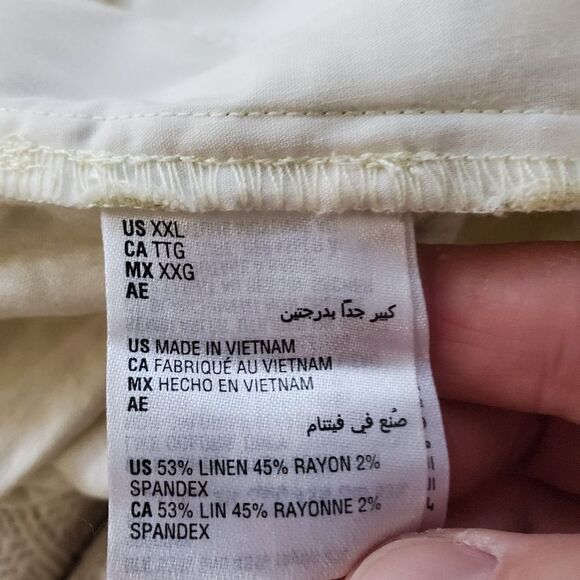 US XXL
CA TTG
MX XXG
AE
كبير جدًا بدرجتين
US MADE IN VIETNAM
CA FABRIQUÉ AU VIETNAM
MX HECHO EN VIETNAM
AE
صُنع في فيتنام
US 53% LINEN 45% RAYON 2%
SPANDEX
CA 53% LIN 45% RAYONNE 2%
SPANDEX